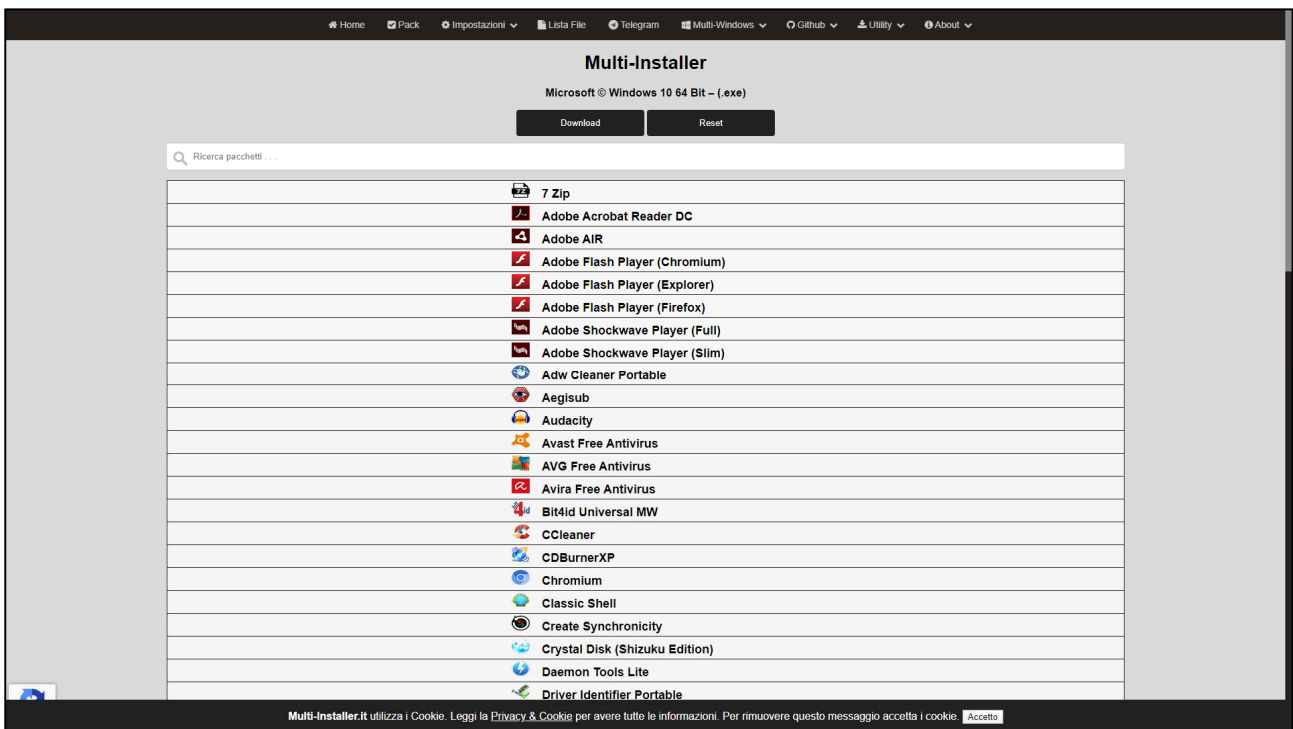 Home Pack Impostazioni Lista File Telegram Multi-Windows Github Utility About
Multi-Installer
Microsoft © Windows 10 64 Bit – (.exe)
Download Reset
Ricerca pacchetti . . .
7 Zip
Adobe Acrobat Reader DC
Adobe AIR
Adobe Flash Player (Chromium)
Adobe Flash Player (Explorer)
Adobe Flash Player (Firefox)
Adobe Shockwave Player (Full)
Adobe Shockwave Player (Slim)
Adw Cleaner Portable
Aegisub
Audacity
Avast Free Antivirus
AVG Free Antivirus
Avira Free Antivirus
Bit4id Universal MW
CCleaner
CDBurnerXP
Chromium
Classic Shell
Create Synchronicity
Crystal Disk (Shizuku Edition)
Daemon Tools Lite
Driver Identifier Portable
Multi-Installer.it utilizza i Cookie. Leggi la Privacy & Cookie per avere tutte le informazioni. Per rimuovere questo messaggio accetta i cookie. Accetto